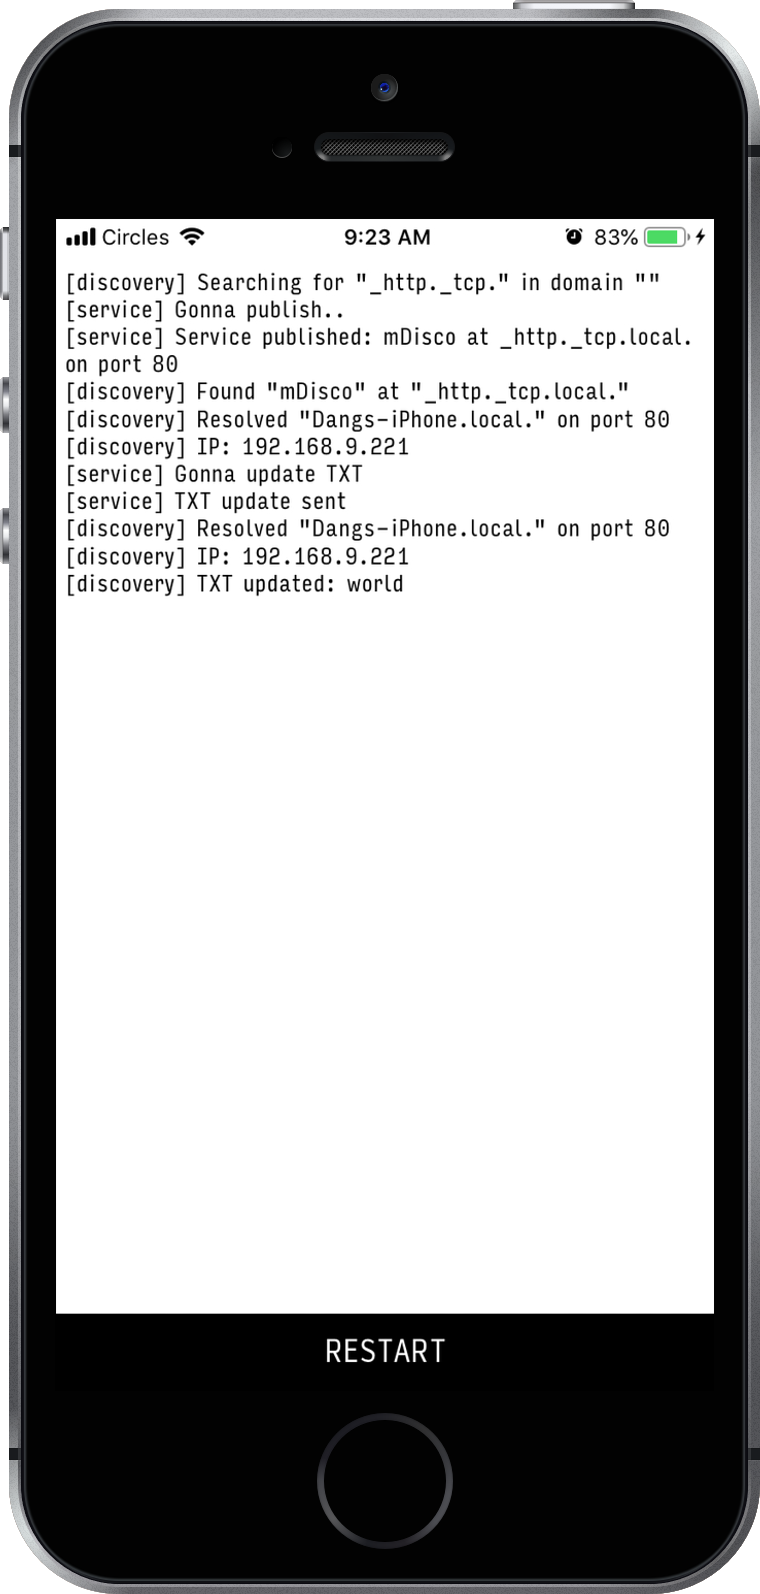 Circles 9:23 AM 83%
[discovery] Searching for "_http._tcp." in domain ""
[service] Gonna publish..
[service] Service published: mDisco at _http._tcp.local.
on port 80
[discovery] Found "mDisco" at "_http._tcp.local."
[discovery] Resolved "Dangs-iPhone.local." on port 80
[discovery] IP: 192.168.9.221
[service] Gonna update TXT
[service] TXT update sent
[discovery] Resolved "Dangs-iPhone.local." on port 80
[discovery] IP: 192.168.9.221
[discovery] TXT updated: world
RESTART